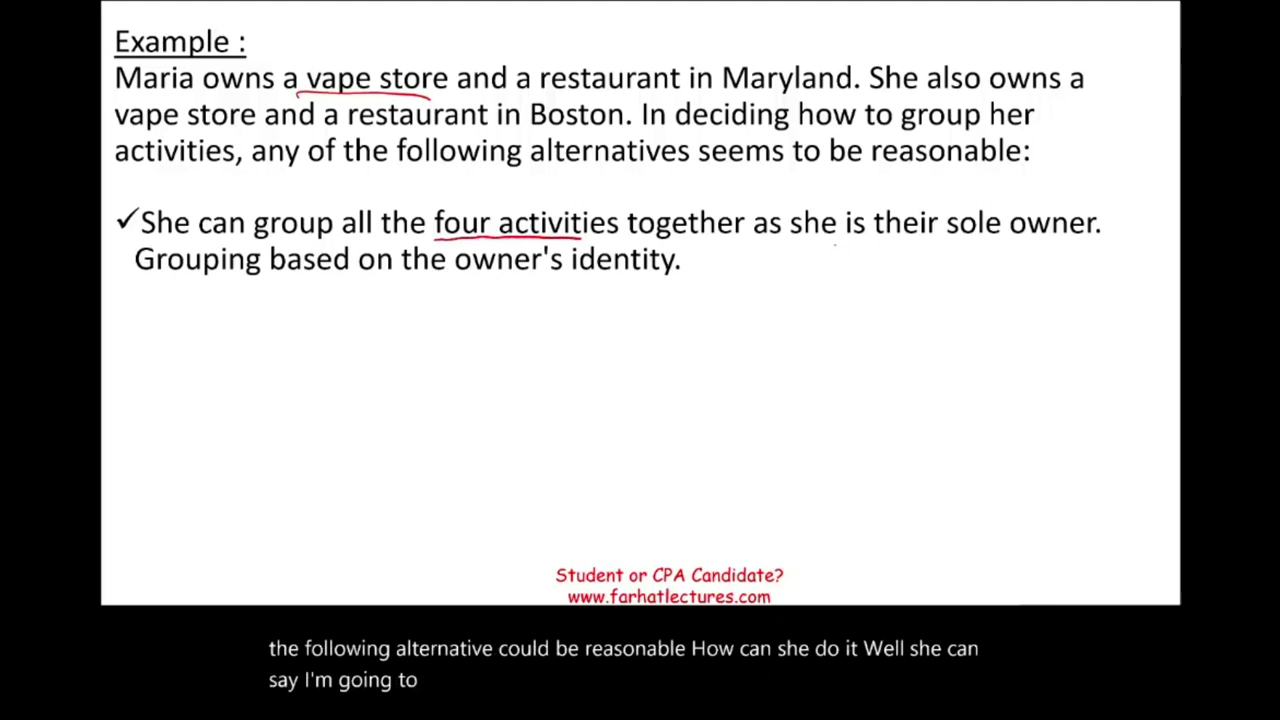 Example :
Maria owns a vape store and a restaurant in Maryland. She also owns a
vape store and a restaurant in Boston. In deciding how to group her
activities, any of the following alternatives seems to be reasonable:
✓She can group all the four activities together as she is their sole owner.
Grouping based on the owner's identity.
Student or CPA Candidate?
www.farhatlectures.com
the following alternative could be reasonable How can she do it Well she can
say I'm going to